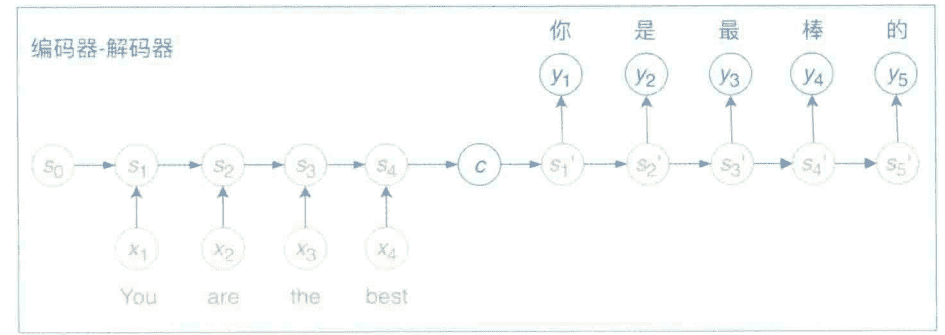 编码器-解码器
你 是 最 棒 的
y₁ y₂ y₃ y₄ y₅
s₀ s₁ s₂ s₃ s₄ c s₁' s₂' s₃' s₄' s₅'
x₁ x₂ x₃ x₄
You are the best